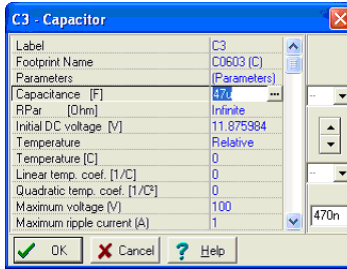 C3 - Capacitor
Label C3
Footprint Name C0603 (C)
Parameters (Parameters)
Capacitance [F] 47u ...
RPar [Ohm] Infinite
Initial DC voltage [V] 11.875984
Temperature Relative
Temperature [C] 0
Linear temp. coef. [1/C] 0
Quadratic temp. coef. [1/C²] 0
Maximum voltage (V) 100
Maximum ripple current (A) 1
--
--
470n
OK Cancel ? Help